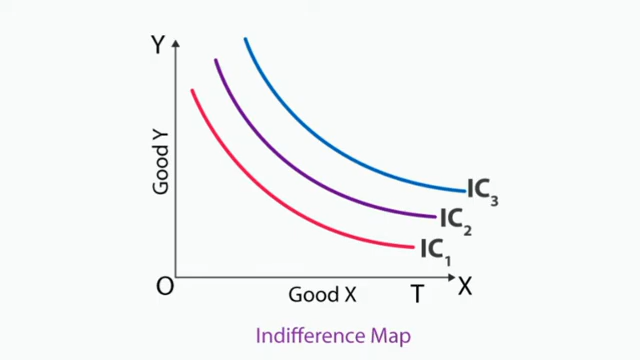 Y
Good Y
IC3
IC2
IC1
O
Good X
T
X
Indifference Map